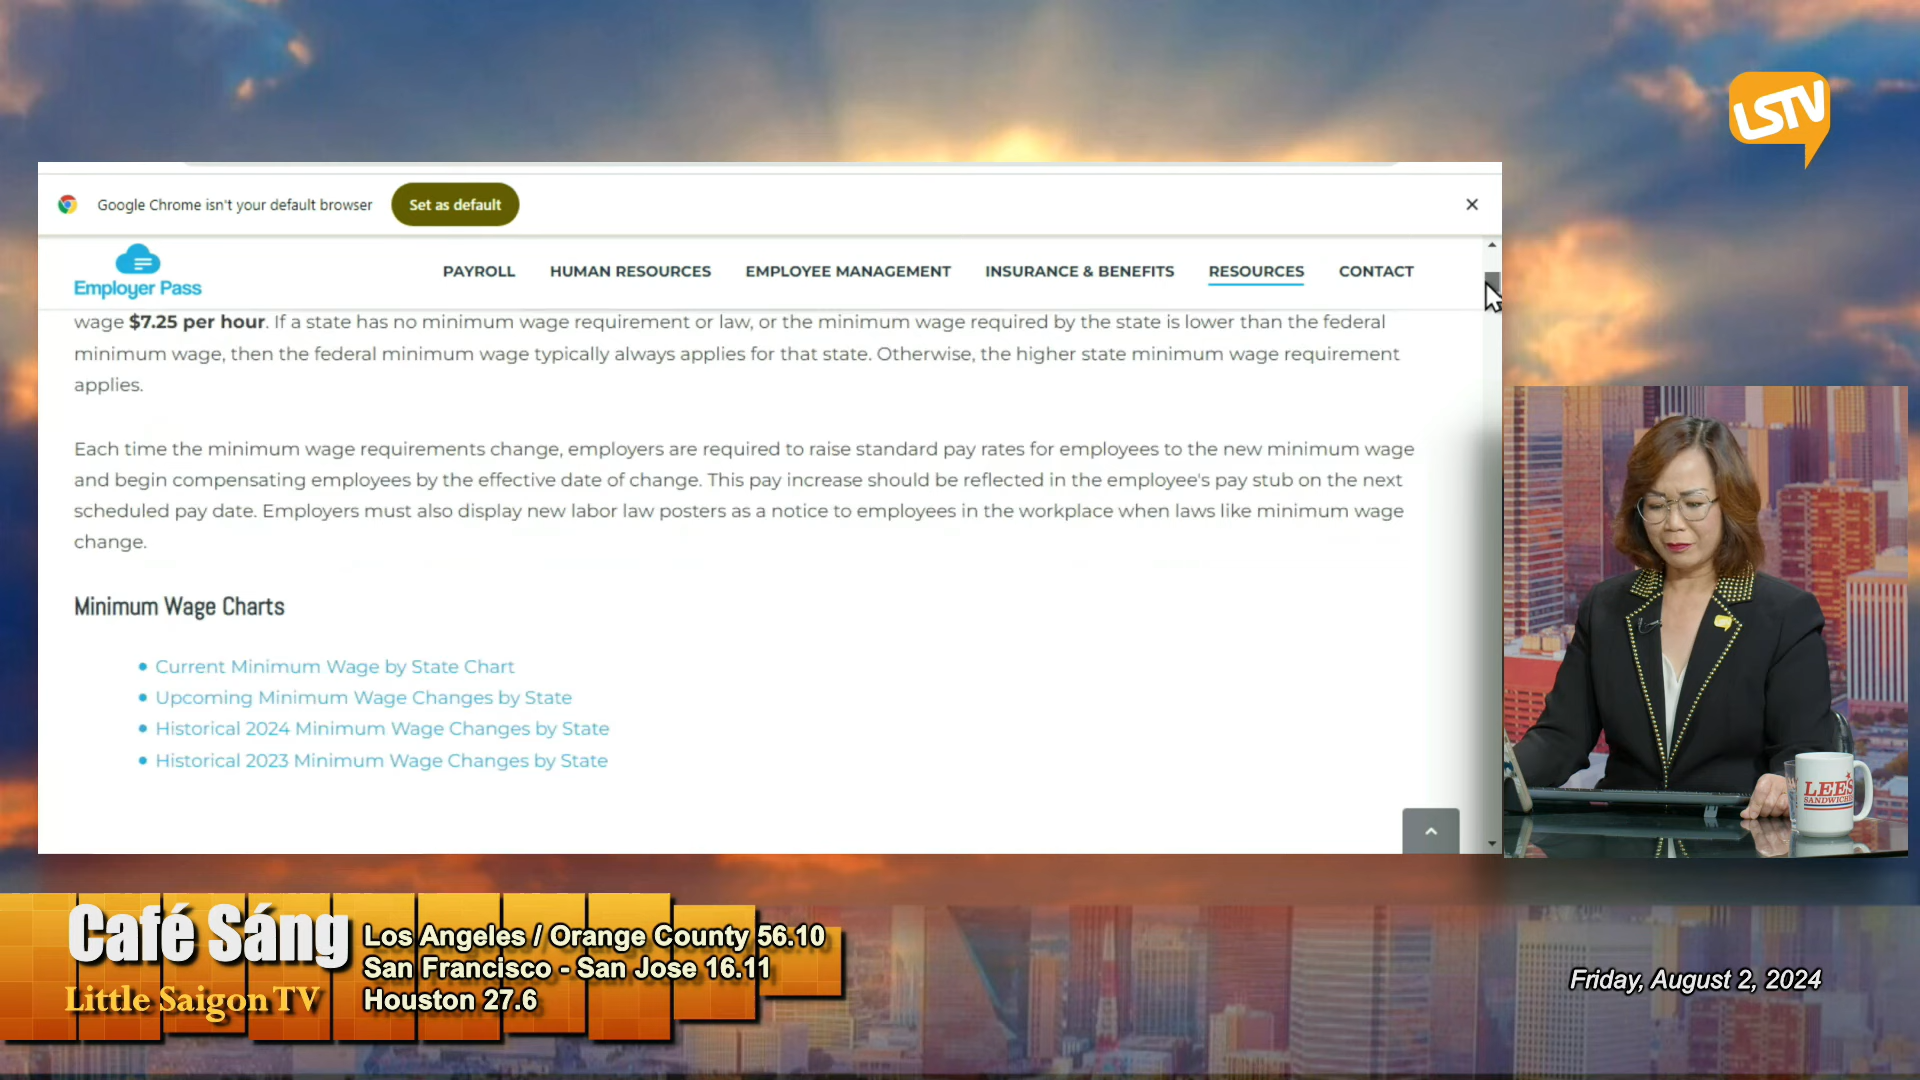 LSTV
Google Chrome isn't your default browser
Set as default
Employer Pass
PAYROLL
HUMAN RESOURCES
EMPLOYEE MANAGEMENT
INSURANCE & BENEFITS
RESOURCES
CONTACT
wage $7.25 per hour. If a state has no minimum wage requirement or law, or the minimum wage required by the state is lower than the federal
minimum wage, then the federal minimum wage typically always applies for that state. Otherwise, the higher state minimum wage requirement
applies.
Each time the minimum wage requirements change, employers are required to raise standard pay rates for employees to the new minimum wage
and begin compensating employees by the effective date of change. This pay increase should be reflected in the employee's pay stub on the next
scheduled pay date. Employers must also display new labor law posters as a notice to employees in the workplace when laws like minimum wage
change.
Minimum Wage Charts
Current Minimum Wage by State Chart
Upcoming Minimum Wage Changes by State
Historical 2024 Minimum Wage Changes by State
Historical 2023 Minimum Wage Changes by State
LEE'S
SANDWICHES
Café Sáng
Little Saigon TV
Los Angeles / Orange County 56.10
San Francisco - San Jose 16.11
Houston 27.6
Friday, August 2, 2024